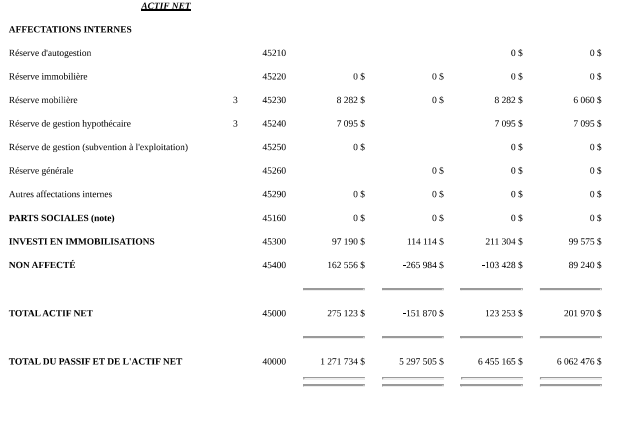 ACTIF NET
AFFECTATIONS INTERNES
Réserve d'autogestion 45210 0 $ 0 $
Réserve immobilière 45220 0 $ 0 $ 0 $ 0 $
Réserve mobilière 3 45230 8 282 $ 0 $ 8 282 $ 6 060 $
Réserve de gestion hypothécaire 3 45240 7 095 $ 7 095 $ 7 095 $
Réserve de gestion (subvention à l'exploitation) 45250 0 $ 0 $ 0 $
Réserve générale 45260 0 $ 0 $ 0 $
Autres affectations internes 45290 0 $ 0 $ 0 $ 0 $
PARTS SOCIALES (note) 45160 0 $ 0 $ 0 $ 0 $
INVESTI EN IMMOBILISATIONS 45300 97 190 $ 114 114 $ 211 304 $ 99 575 $
NON AFFECTÉ 45400 162 556 $ -265 984 $ -103 428 $ 89 240 $
TOTAL ACTIF NET 45000 275 123 $ -151 870 $ 123 253 $ 201 970 $
TOTAL DU PASSIF ET DE L'ACTIF NET 40000 1 271 734 $ 5 297 505 $ 6 455 165 $ 6 062 476 $